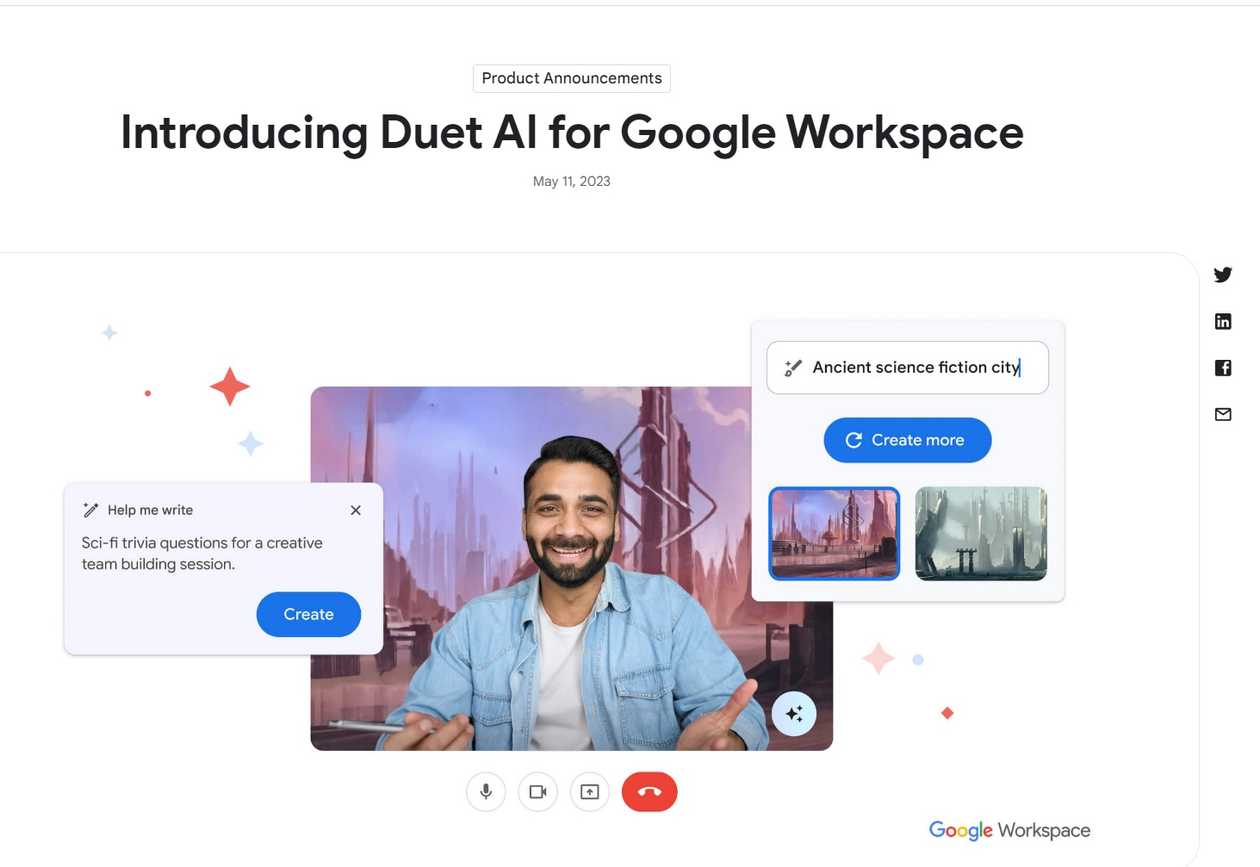 Product Announcements
Introducing Duet AI for Google Workspace
May 11, 2023
Ancient science fiction city
Create more
Help me write
Sci-fi trivia questions for a creative
team building session.
Create
Google Workspace